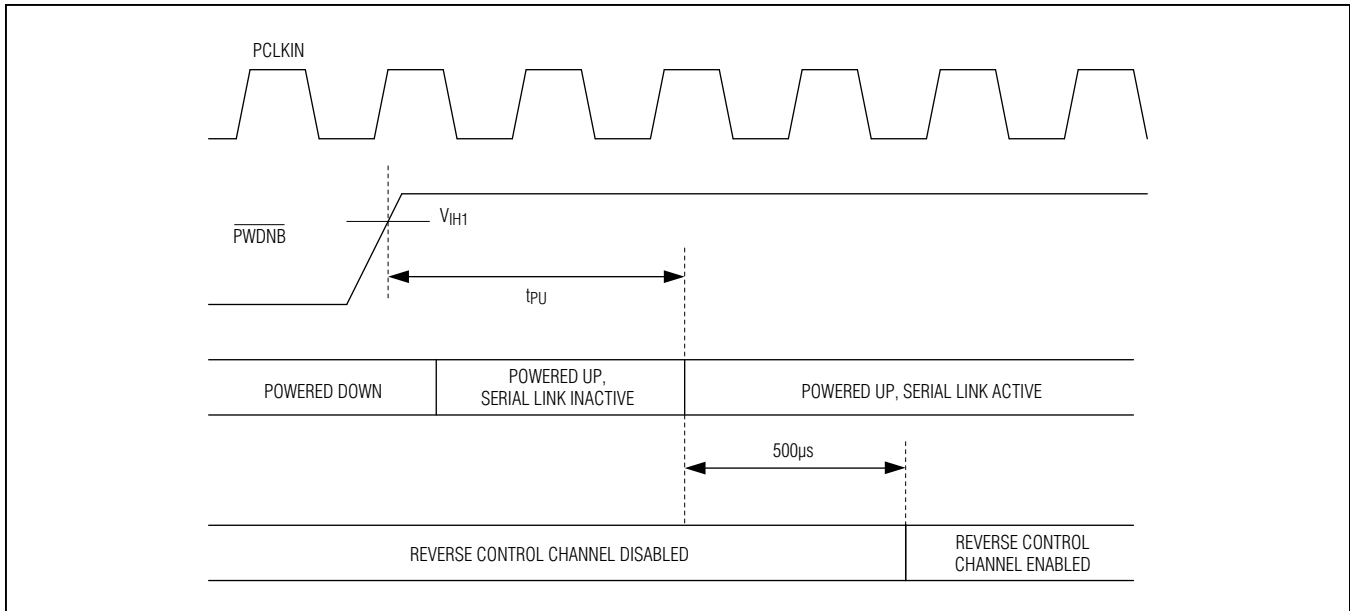 PCLKIN
PWDNB
VIH1
tPU
POWERED DOWN
POWERED UP,
SERIAL LINK INACTIVE
POWERED UP, SERIAL LINK ACTIVE
500µs
REVERSE CONTROL CHANNEL DISABLED
REVERSE CONTROL
CHANNEL ENABLED